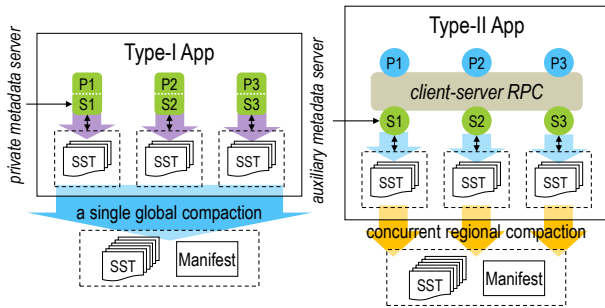 Type-I App
private metadata server
P1
P2
P3
S1
S2
S3
SST
SST
SST
a single global compaction
SST
Manifest
Type-II App
auxiliary metadata server
P1
P2
P3
client-server RPC
S1
S2
S3
SST
SST
SST
concurrent regional compaction
SST
Manifest